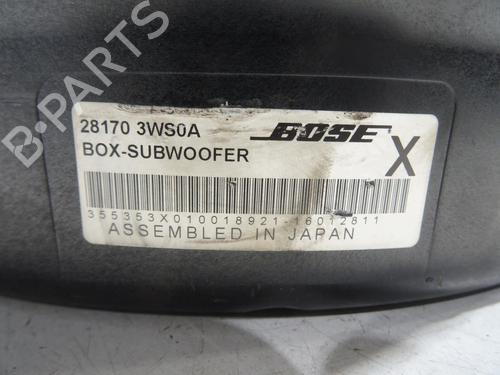 28170 3WS0A BOSE
BOX-SUBWOOFER X
355353X010018921-16012811
ASSEMBLED IN JAPAN
B-PARTS